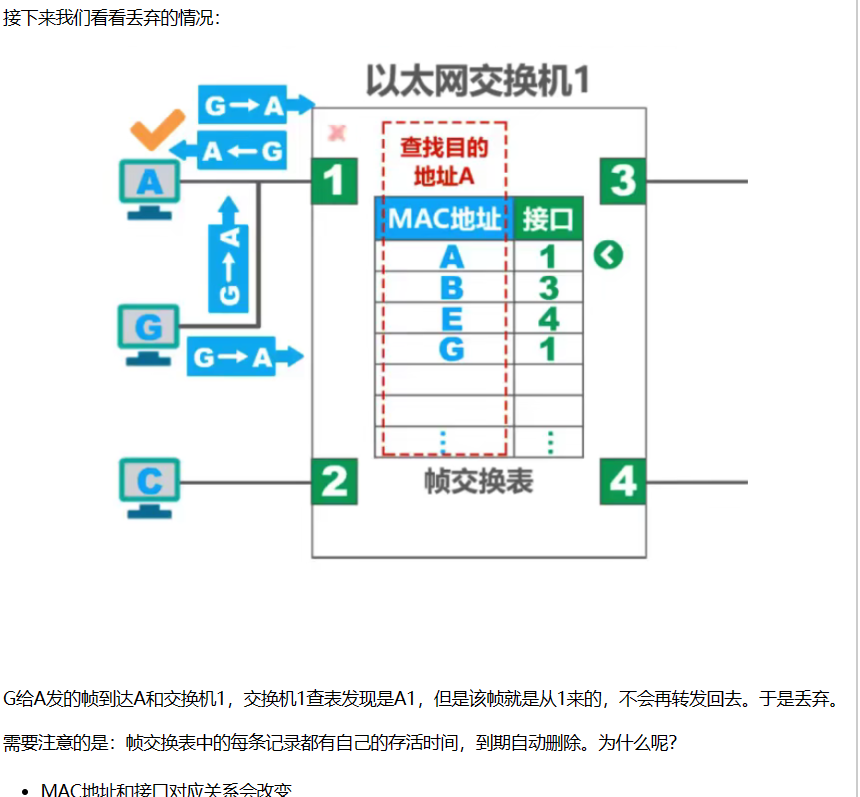 接下来我们看看丢弃的情况：
以太网交换机1
G→A
A←G
查找目的
地址A
A
1
3
MAC地址 接口
A 1
B 3
G→A
E 4
G
G 1
G→A
⋮ ⋮
C
2
帧交换表
4
G给A发的帧到达A和交换机1，交换机1查表发现是A1，但是该帧就是从1来的，不会再转发回去。于是丢弃。
需要注意的是：帧交换表中的每条记录都有自己的存活时间，到期自动删除。为什么呢？
• MAC地址和接口对应关系会改变